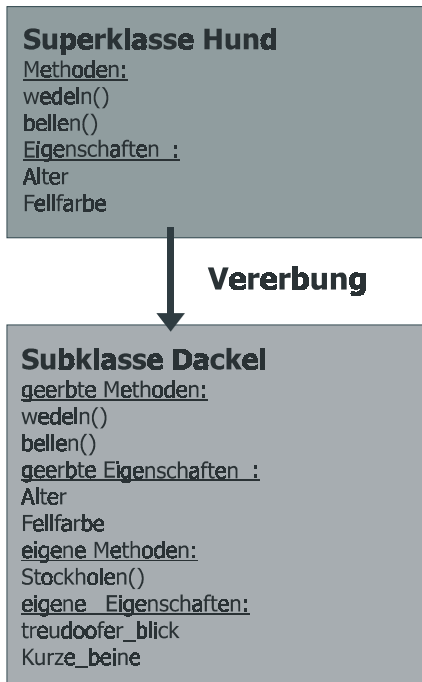 Superklasse Hund
Methoden:
wedeln()
bellen()
Eigenschaften :
Alter
Fellfarbe
Vererbung
Subklasse Dackel
geerbte Methoden:
wedeln()
bellen()
geerbte Eigenschaften :
Alter
Fellfarbe
eigene Methoden:
Stockholen()
eigene Eigenschaften:
treudoofer_blick
Kurze_beine